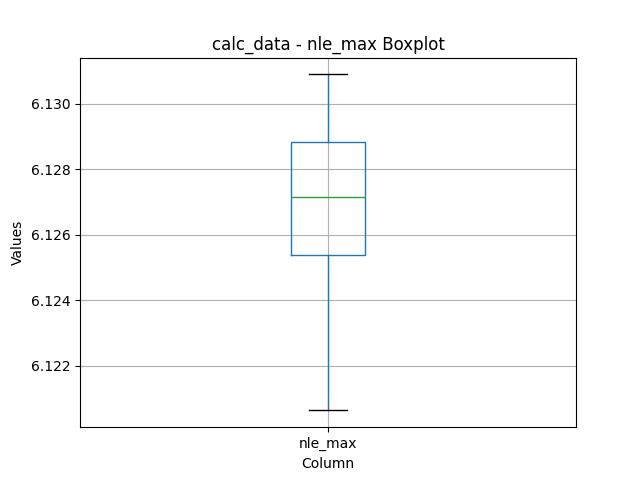 calc_data - nle_max Boxplot
6.130
6.128
6.126
6.124
6.122
Values
nle_max
Column